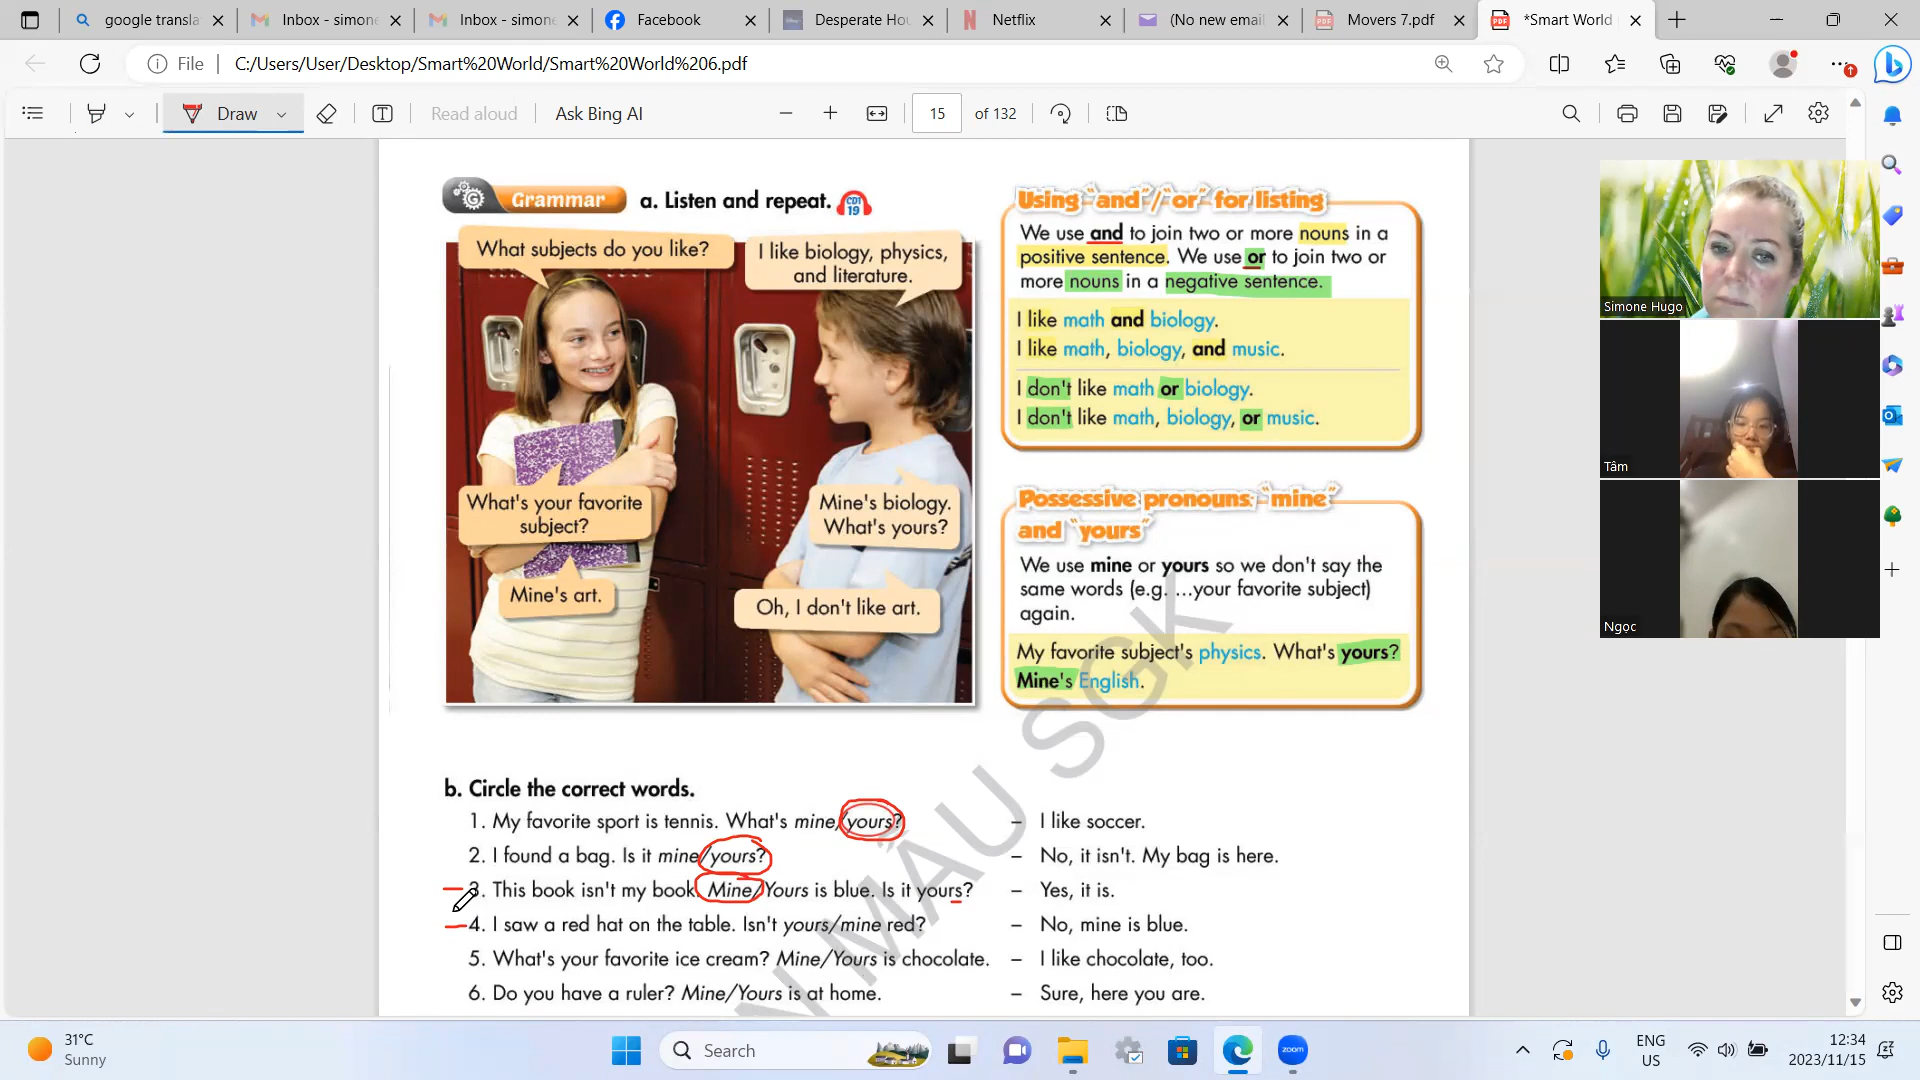 google transla
Inbox - simone
Inbox - simone
Facebook
Desperate Hou
Netflix
(No new email
Movers 7.pdf
*Smart World
File
C:/Users/User/Desktop/Smart%20World/Smart%20World%206.pdf
Draw
Read aloud
Ask Bing AI
15
of 132
Grammar
a. Listen and repeat.
CD1
19
What subjects do you like?
I like biology, physics,
and literature.
What's your favorite
subject?
Mine's biology.
What's yours?
Mine's art.
Oh, I don't like art.
Using "and"/"or" for listing
We use and to join two or more nouns in a
positive sentence. We use or to join two or
more nouns in a negative sentence.
I like math and biology.
I like math, biology, and music.
I don't like math or biology.
I don't like math, biology, or music.
Possessive pronouns: "mine"
and "yours"
We use mine or yours so we don't say the
same words (e.g. ...your favorite subject)
again.
My favorite subject's physics. What's yours?
Mine's English.
b. Circle the correct words.
1. My favorite sport is tennis. What's mine/yours?
– I like soccer.
2. I found a bag. Is it mine/yours?
– No, it isn't. My bag is here.
3. This book isn't my book. Mine/Yours is blue. Is it yours?
– Yes, it is.
4. I saw a red hat on the table. Isn't yours/mine red?
– No, mine is blue.
5. What's your favorite ice cream? Mine/Yours is chocolate.
– I like chocolate, too.
6. Do you have a ruler? Mine/Yours is at home.
– Sure, here you are.
N MẪU SGK
Simone Hugo
Tâm
Ngọc
31°C
Sunny
Search
zoom
ENG
US
12:34
2023/11/15